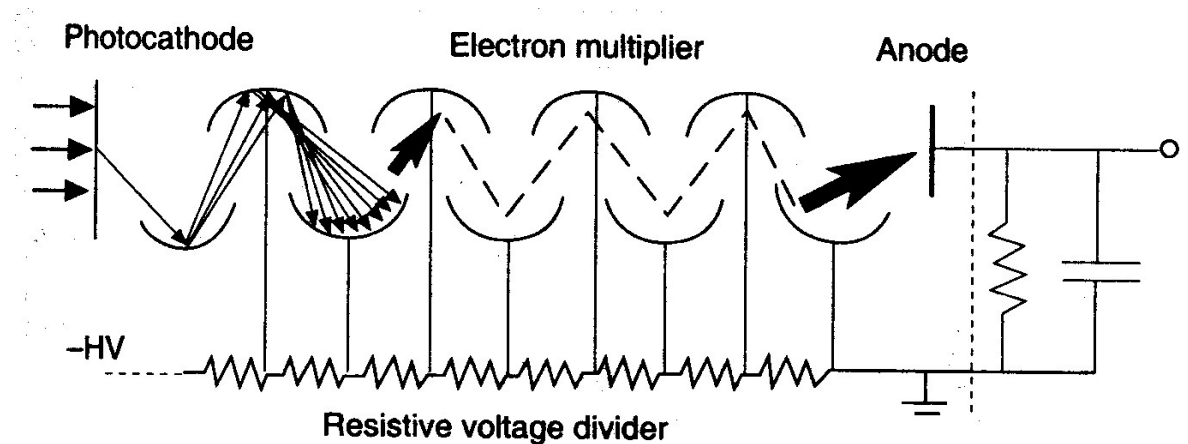 Photocathode
Electron multiplier
Anode
–HV
Resistive voltage divider